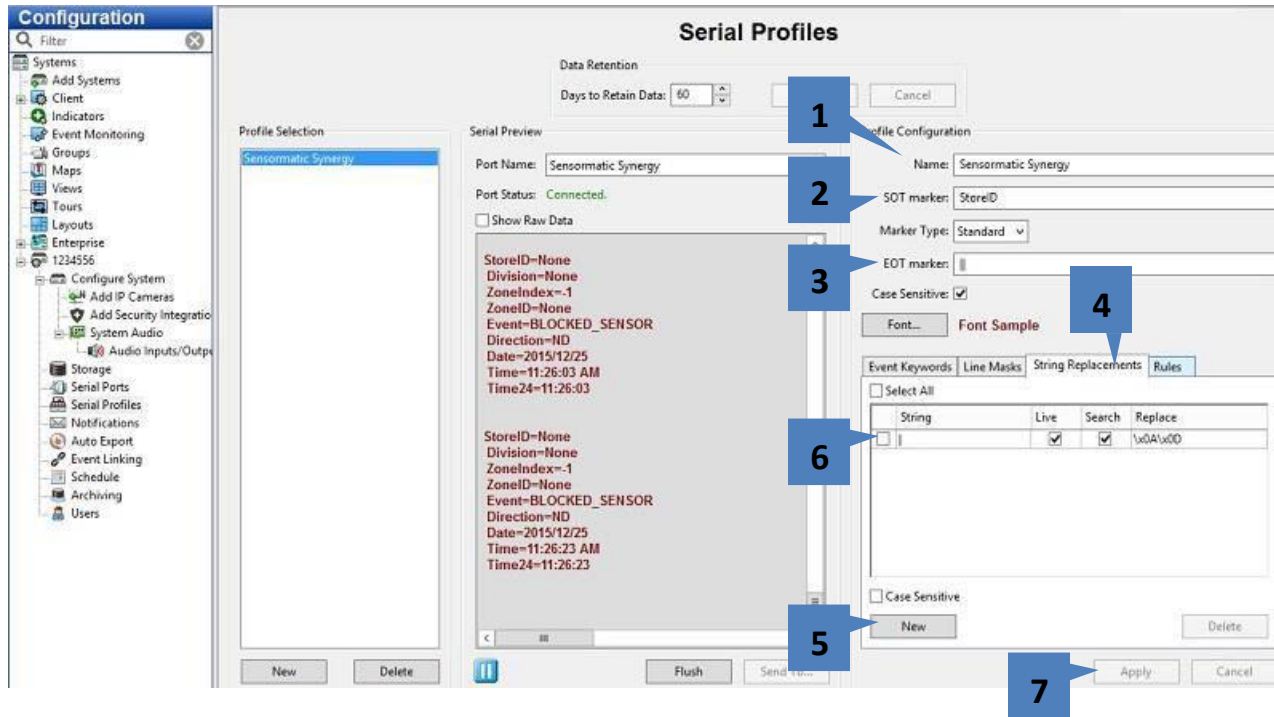 Configuration
Filter
Systems
Add Systems
Client
Indicators
Event Monitoring
Groups
Maps
Views
Tours
Layouts
Enterprise
1234556
Configure System
Add IP Cameras
Add Security Integratio
System Audio
Audio Inputs/Outpu
Storage
Serial Ports
Serial Profiles
Notifications
Auto Export
Event Linking
Schedule
Archiving
Users
Serial Profiles
Data Retention
Days to Retain Data: 60
Cancel
Profile Selection
Sensormatic Synergy
New Delete
Serial Preview
Port Name: Sensormatic Synergy
Port Status: Connected.
Show Raw Data
StoreID=None
Division=None
ZoneIndex=-1
ZoneID=None
Event=BLOCKED_SENSOR
Direction=ND
Date=2015/12/25
Time=11:26:03 AM
Time24=11:26:03
StoreID=None
Division=None
ZoneIndex=-1
ZoneID=None
Event=BLOCKED_SENSOR
Direction=ND
Date=2015/12/25
Time=11:26:23 AM
Time24=11:26:23
Flush Send To...
1
2
3
4
5
6
7
rofile Configuration
Name: Sensormatic Synergy
SOT marker: StoreID
Marker Type: Standard
EOT marker: ||
Case Sensitive:
Font... Font Sample
Event Keywords Line Masks String Replacements Rules
Select All
String Live Search Replace
| \x0A\x0D
Case Sensitive
New Delete
Apply Cancel